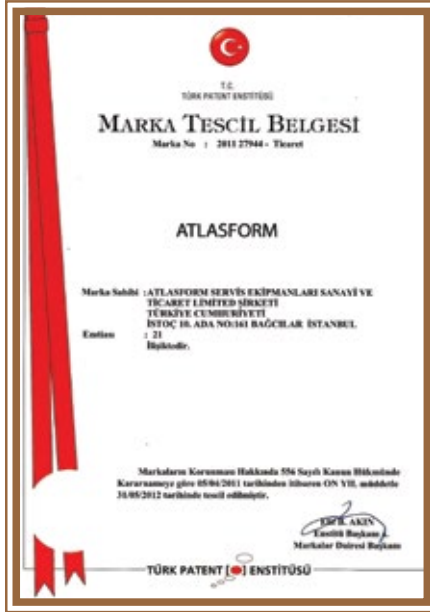 T.C.
TÜRK PATENT ENSTİTÜSÜ
MARKA TESCİL BELGESİ
Marka No : 2011 27944 - Ticaret
ATLASFORM
Marka Sahibi : ATLASFORM SERVİS EKİPMANLARI SANAYİ VE
TİCARET LİMİTED ŞİRKETİ
TÜRKİYE CUMHURİYETİ
İSTOÇ 10. ADA NO:161 BAĞCILAR İSTANBUL
Emtiası : 21
İlişiktedir.
Markaların Korunması Hakkında 556 Sayılı Kanun Hükmünde
Kararnameye göre 05/04/2011 tarihinden itibaren ON YIL müddetle
31/05/2012 tarihinde tescil edilmiştir.
AKIN
Enstitü Başkanı
Markalar Dairesi Başkanı
TÜRK PATENT ENSTİTÜSÜ